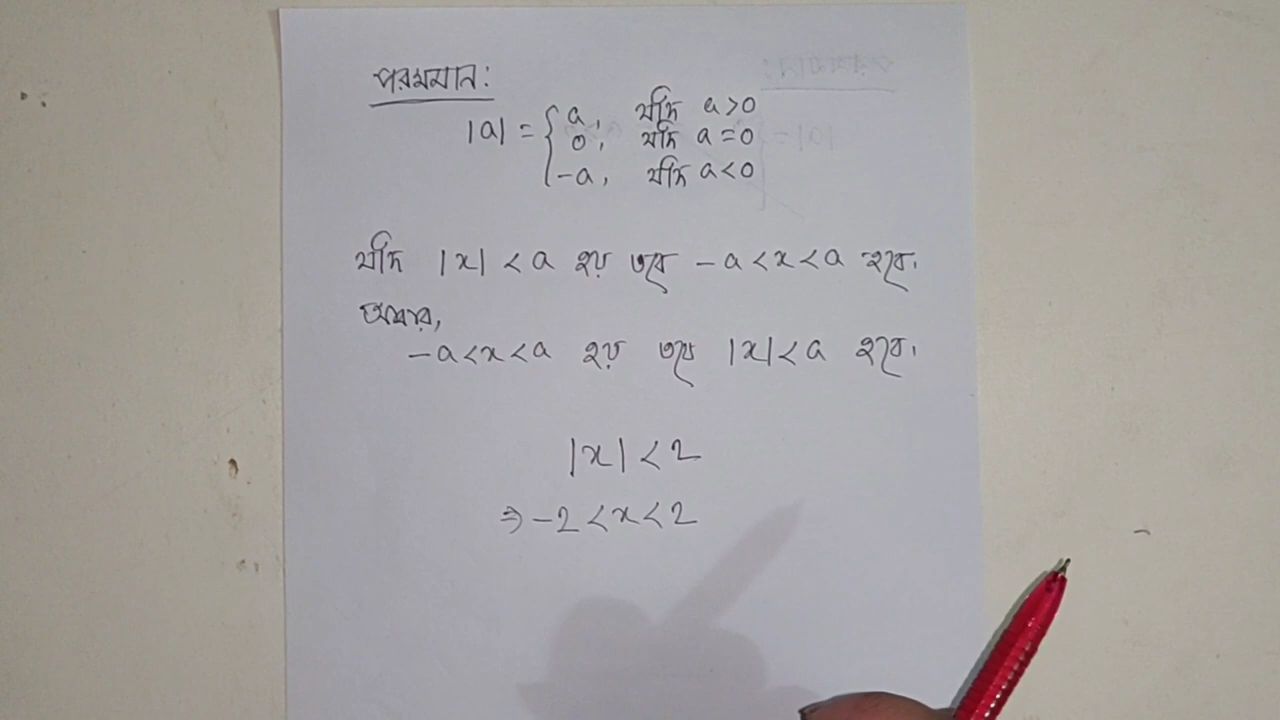 পরমমান:
|a| = { a, যদি a>0
0, যদি a=0
-a, যদি a<0
যদি |x| < a হয় তবে -a<x<a হবে।
আবার,
-a<x<a হয় তবে |x|<a হবে।
|x| < 2
⇒ -2 <x<2